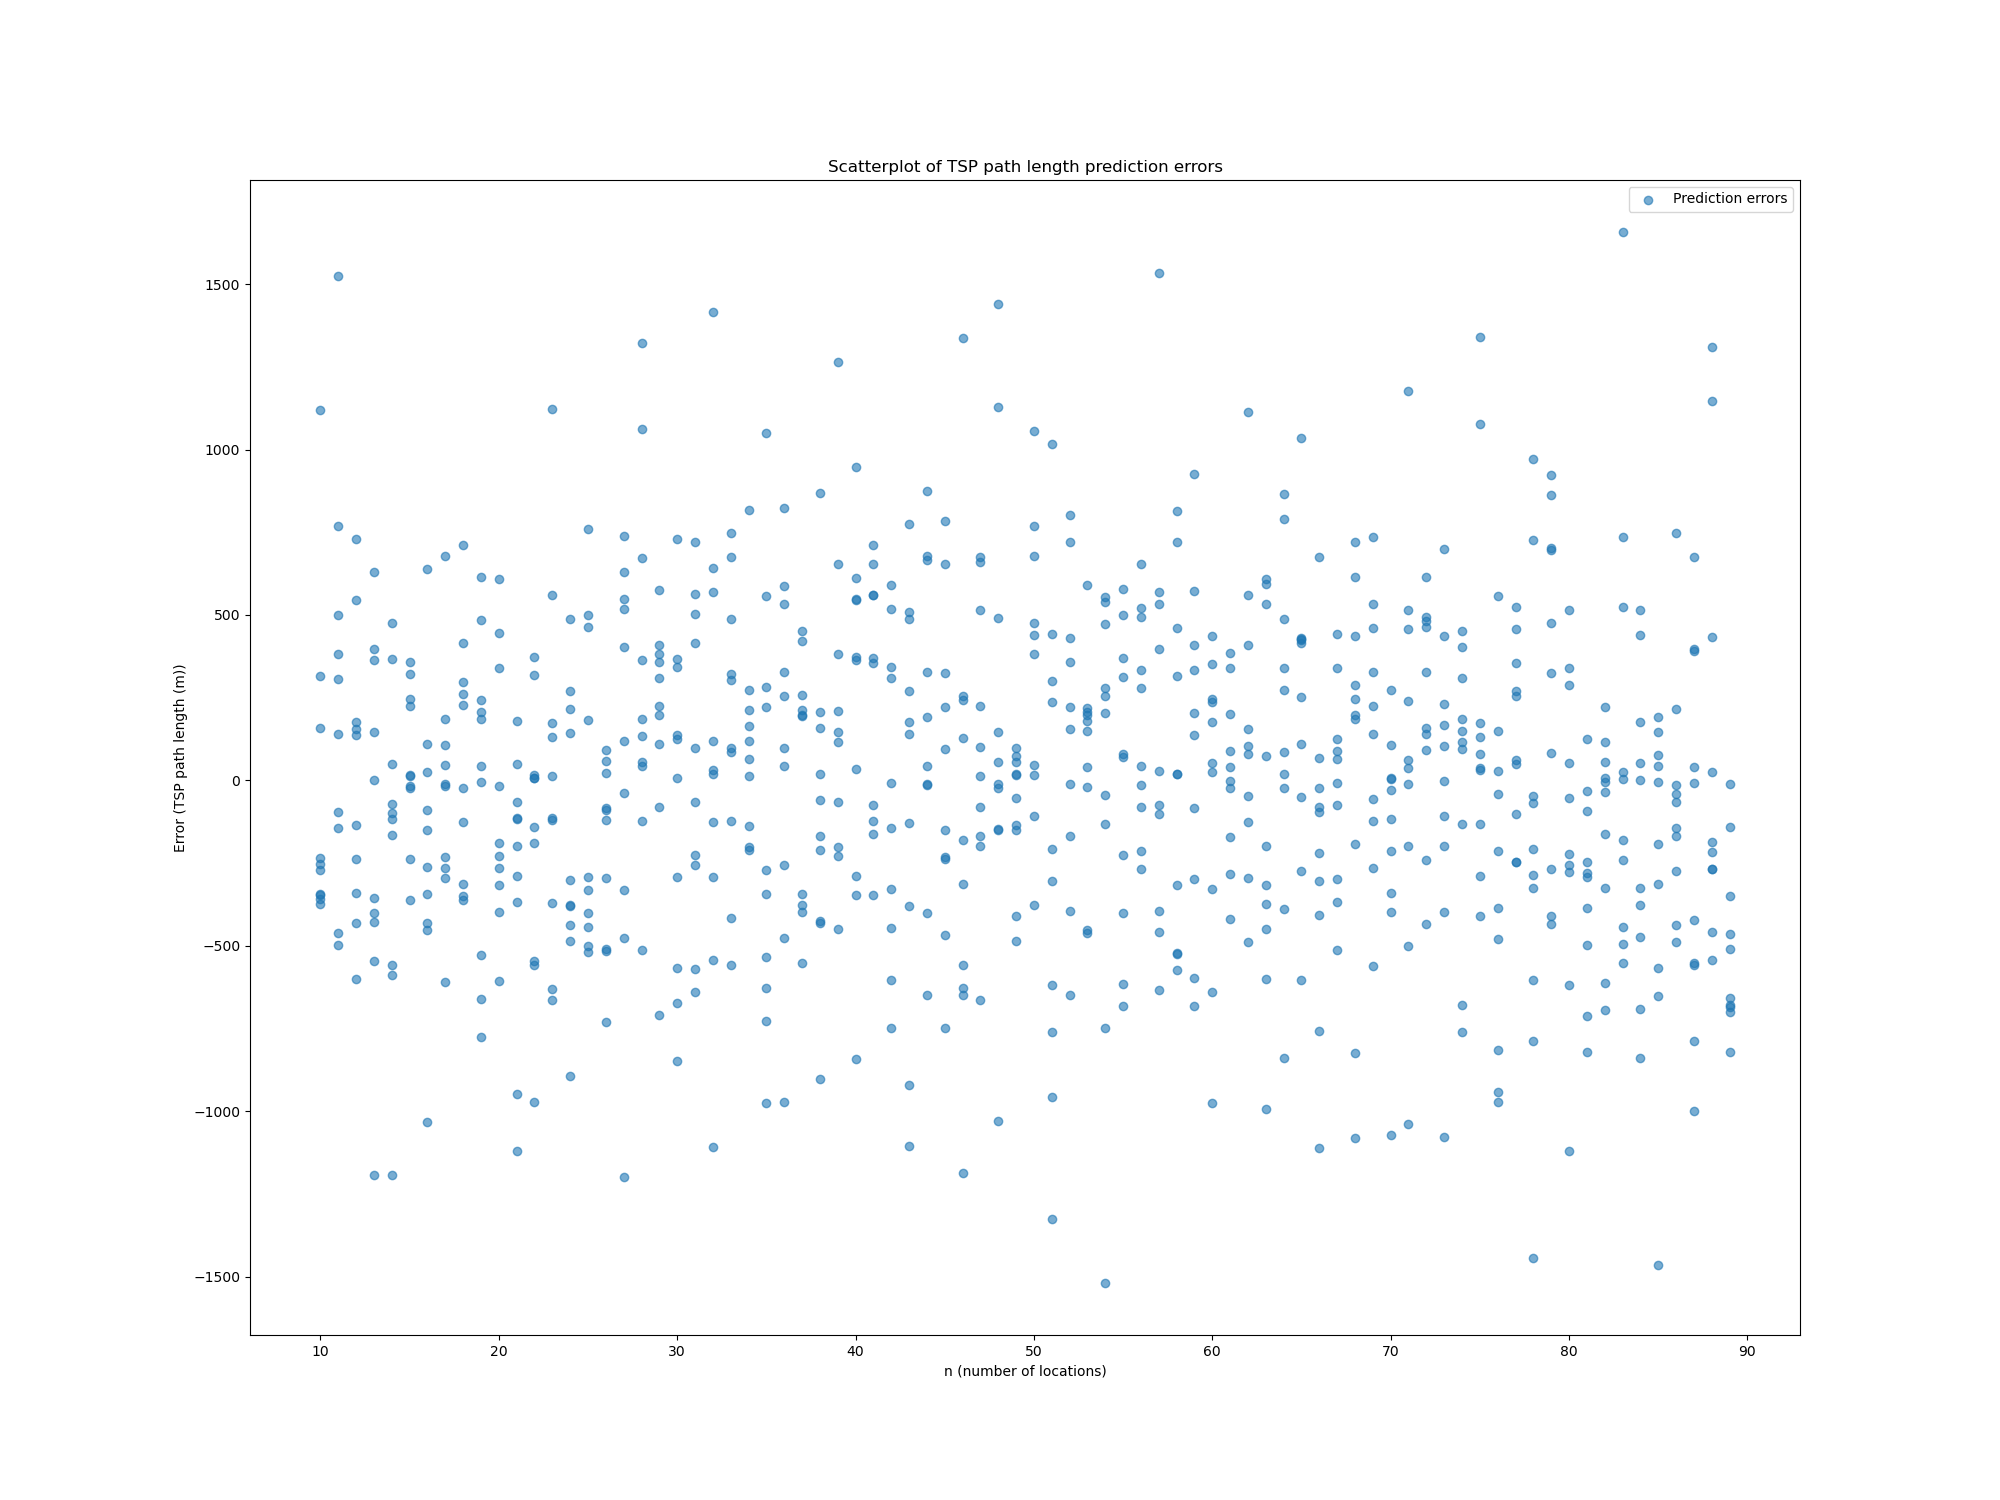 Scatterplot of TSP path length prediction errors
Prediction errors
1500
1000
500
0
−500
−1000
−1500
Error (TSP path length (m))
10 20 30 40 50 60 70 80 90
n (number of locations)